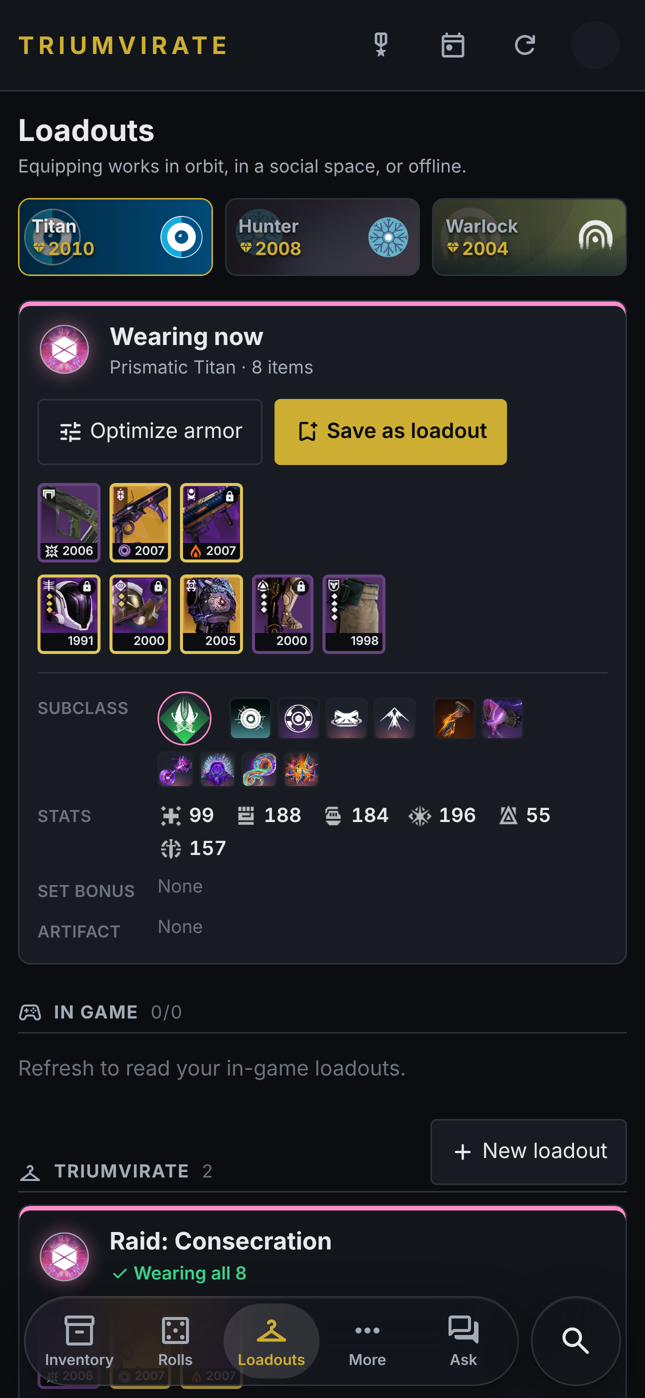 TRIUMVIRATE
Loadouts
Equipping works in orbit, in a social space, or offline.
Titan
2010
Hunter
2008
Warlock
2004
Wearing now
Prismatic Titan · 8 items
Optimize armor
Save as loadout
2006 2007 2007
1991 2000 2005 2000 1998
SUBCLASS
STATS 99 188 184 196 55
157
SET BONUS None
ARTIFACT None
IN GAME 0/0
Refresh to read your in-game loadouts.
New loadout
TRIUMVIRATE 2
Raid: Consecration
Wearing all 8
Inventory Rolls Loadouts More Ask
2006 2007 2007